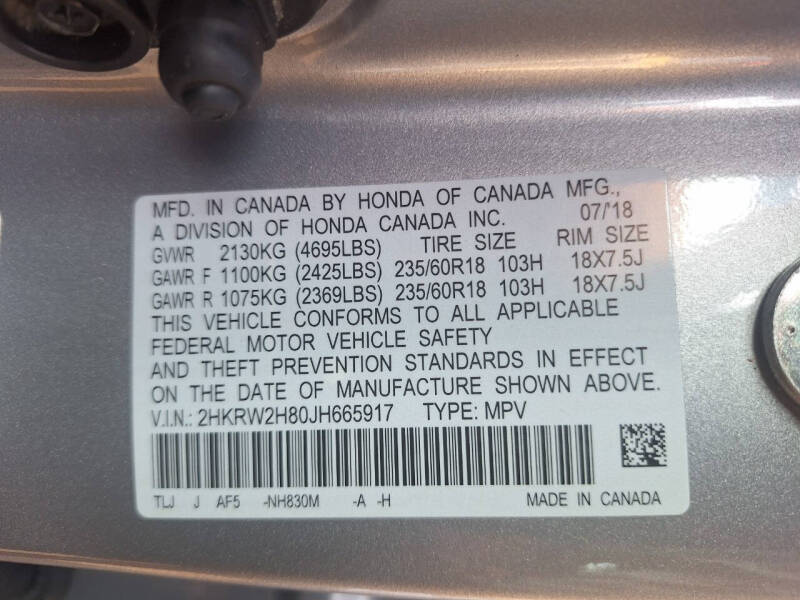 MFD. IN CANADA BY HONDA OF CANADA MFG.,
A DIVISION OF HONDA CANADA INC. 07/'18
GVWR 2130KG (4695LBS) TIRE SIZE RIM SIZE
GAWR F 1100KG (2425LBS) 235/60R18 103H 18X7.5J
GAWR R 1075KG (2369LBS) 235/60R18 103H 18X7.5J
THIS VEHICLE CONFORMS TO ALL APPLICABLE
FEDERAL MOTOR VEHICLE SAFETY
AND THEFT PREVENTION STANDARDS IN EFFECT
ON THE DATE OF MANUFACTURE SHOWN ABOVE.
V.I.N.: 2HKRW2H80JH665917 TYPE: MPV
TLJ J AF5 -NH830M -A -H MADE IN CANADA